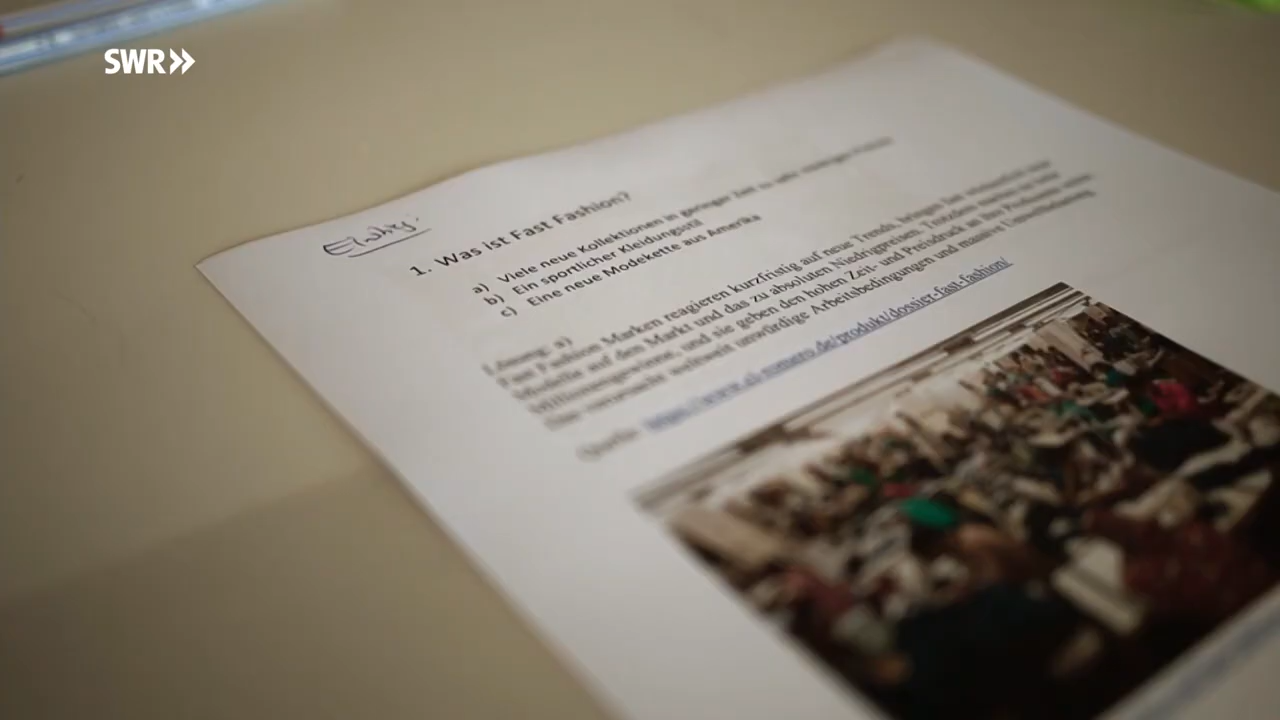 SWR»
1. Was ist Fast Fashion?
a) Viele neue Kollektionen in geringer Zeit zu sehr niedrigen Preisen
b) Ein sportlicher Kleidungsstil
c) Eine neue Modekette aus Amerika
Lösung: a)
Fast Fashion Marken reagieren kurzfristig auf neue Trends, bringen
Modelle auf den Markt und das zu absoluten Niedrigpreisen. Trotzdem
Millionengewinne, und sie geben den hohen Zeit- und Preisdruck an ihre
Das verursacht weltweit unwürdige Arbeitsbedingungen und massive
Quelle: